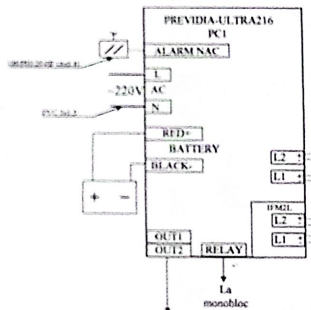 PREVIDIA-ULTRA216
PC1
ALARM NAC
L
~220V AC
N
RED+
BATTERY
BLACK-
+ -
L2 +
L1 +
IFM2L
L2 +
L1 +
OUT1
OUT2
RELAY
La
monobloc